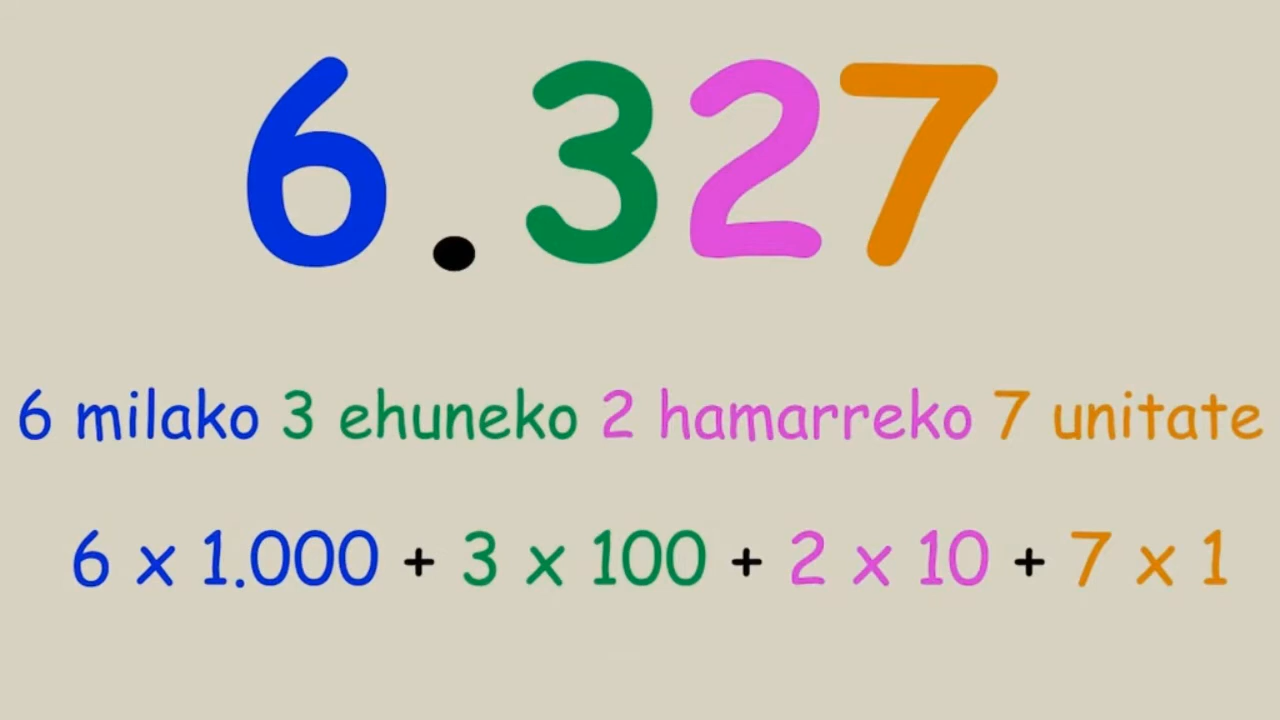 6.327
6 milako 3 ehuneko 2 hamarreko 7 unitate
6 x 1.000 + 3 x 100 + 2 x 10 + 7 x 1